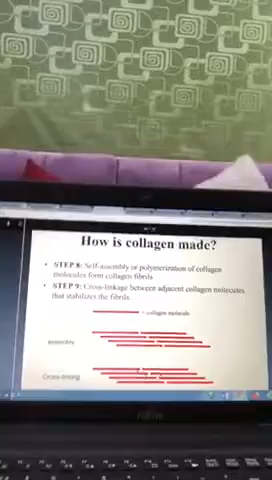 How is collagen made?
• STEP 8: Self-assembly or polymerization of collagen
molecules form collagen fibrils
• STEP 9: Cross-linkage between adjacent collagen molecules
that stabilizes the fibrils
= collagen molecule
assembly
Cross-linking
FUJITSU